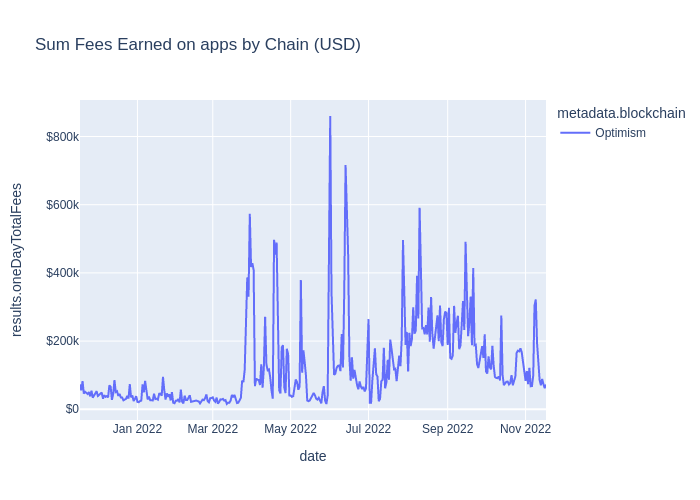 Sum Fees Earned on apps by Chain (USD)
metadata.blockchain
Optimism
results.oneDayTotalFees
$800k
$600k
$400k
$200k
$0
Jan 2022
Mar 2022
May 2022
Jul 2022
Sep 2022
Nov 2022
date